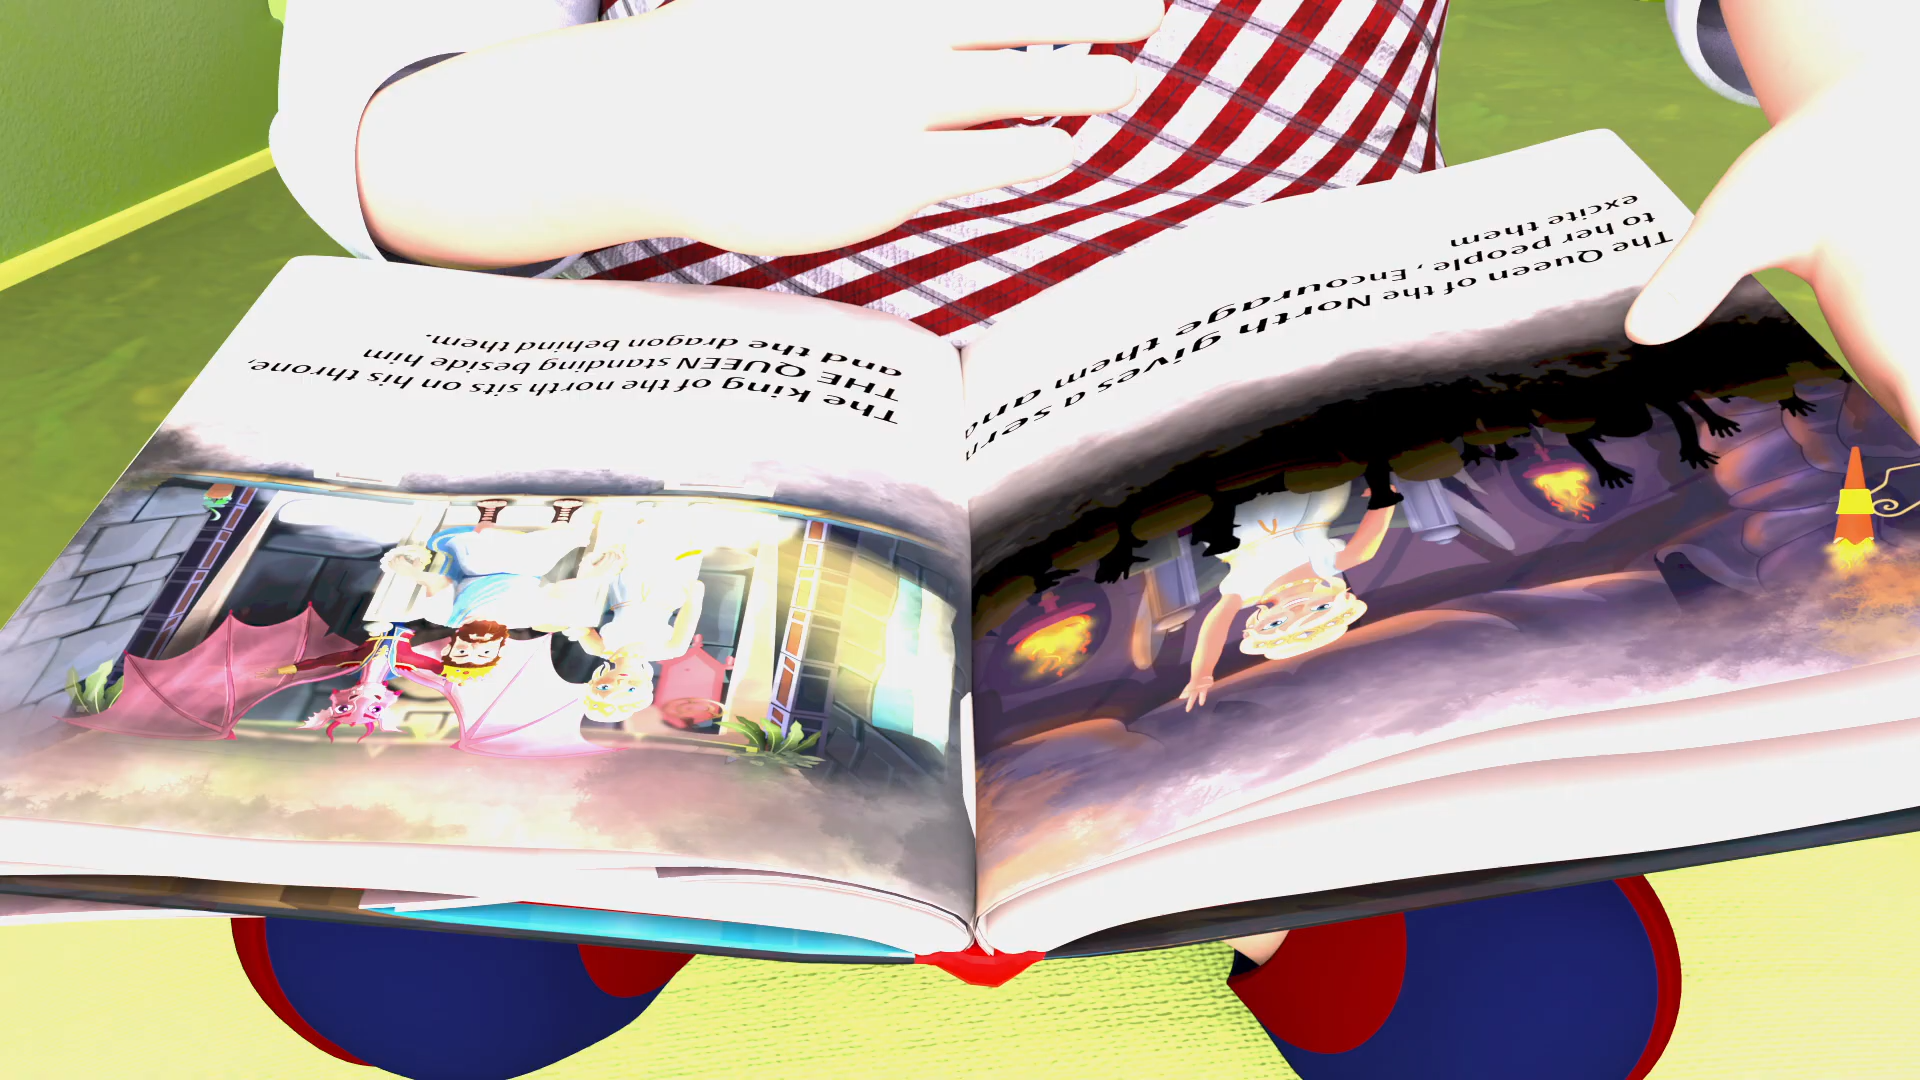 The Queen of the North gives a
to her people , Encourage them and
excite them
The king of the north sits on his throne,
THE QUEEN standing beside him
and the dragon behind them.